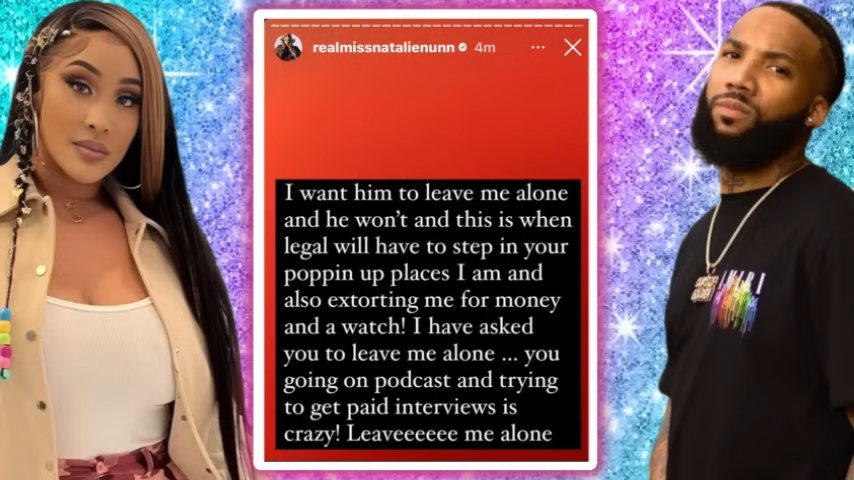 realmissnatalienunn 4m
I want him to leave me alone
and he won't and this is when
legal will have to step in your
poppin up places I am and
also extorting me for money
and a watch! I have asked
you to leave me alone ... you
going on podcast and trying
to get paid interviews is
crazy! Leaveeeeee me alone
AMIRI